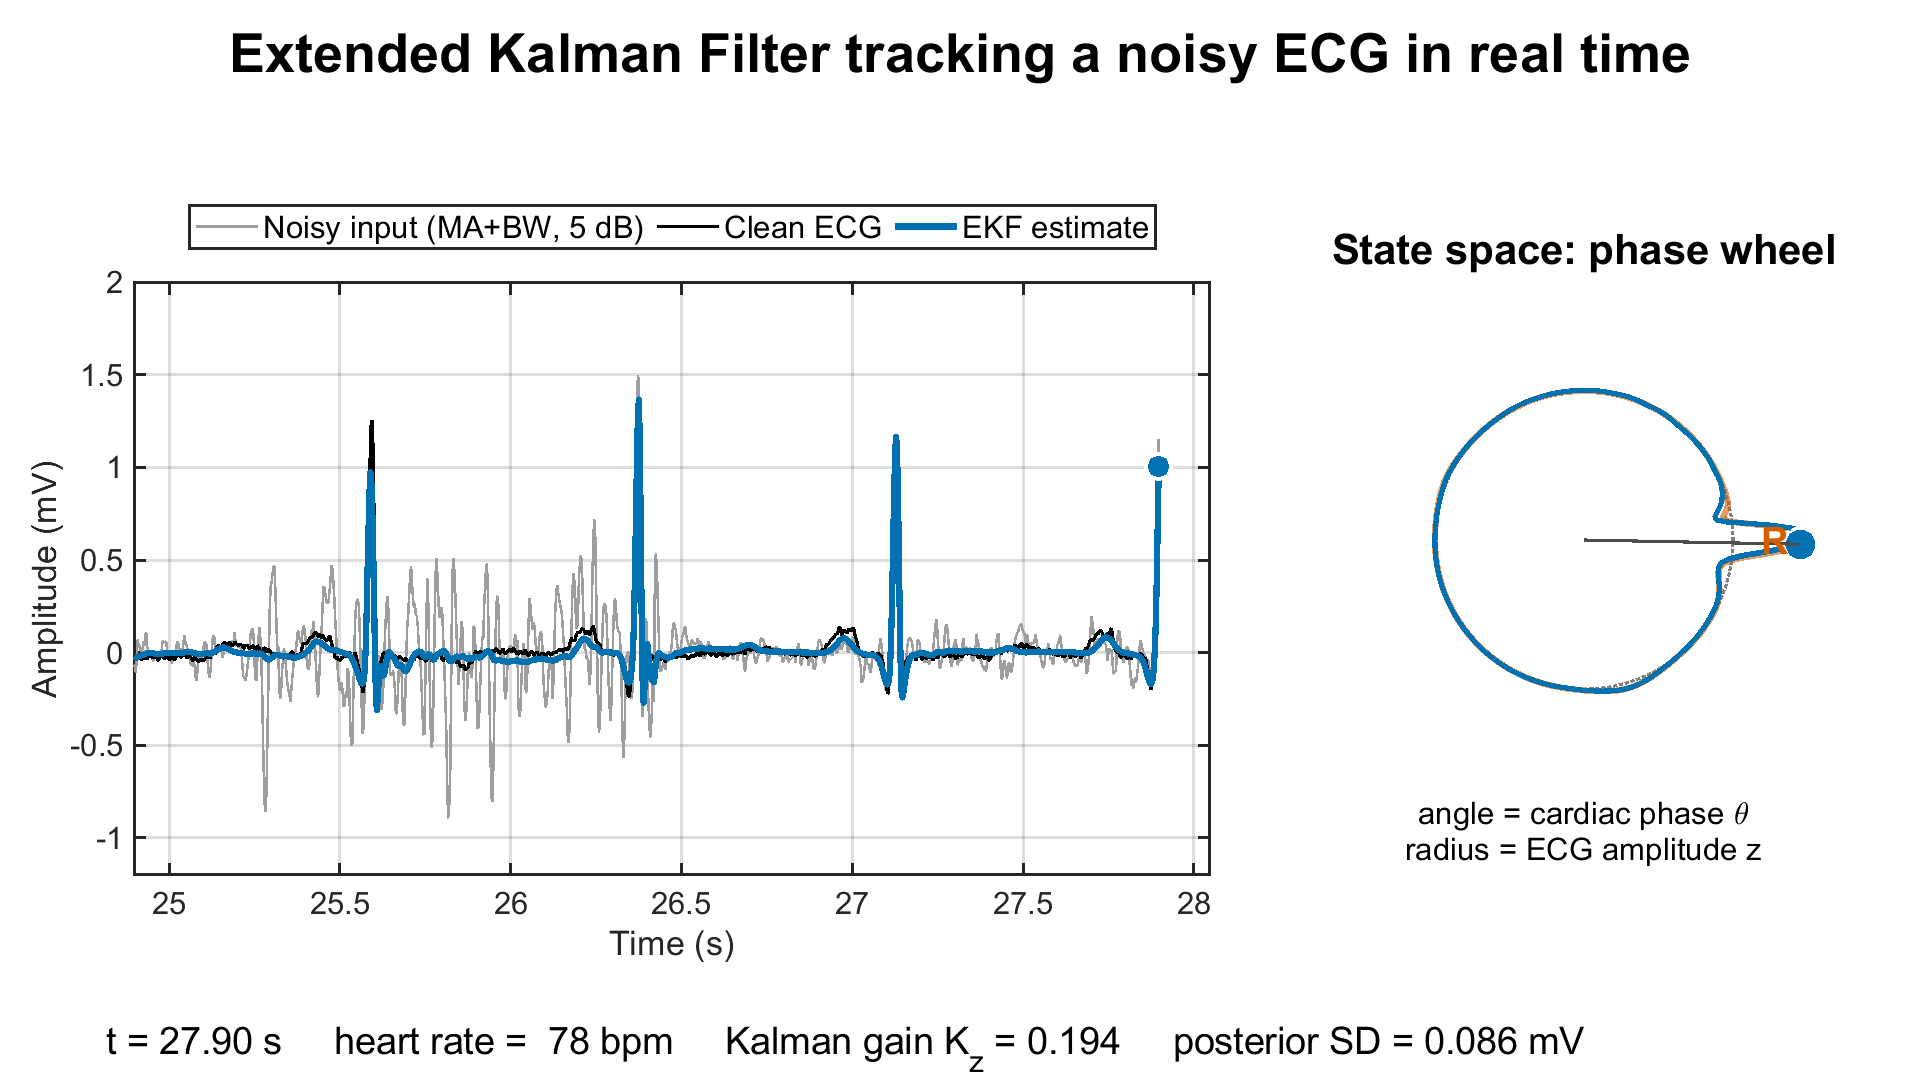 Extended Kalman Filter tracking a noisy ECG in real time
Noisy input (MA+BW, 5 dB) Clean ECG EKF estimate
State space: phase wheel
2
1.5
1
0.5
0
-0.5
-1
Amplitude (mV)
R
25 25.5 26 26.5 27 27.5 28
Time (s)
angle = cardiac phase θ
radius = ECG amplitude z
t = 27.90 s heart rate = 78 bpm Kalman gain K_z = 0.194 posterior SD = 0.086 mV